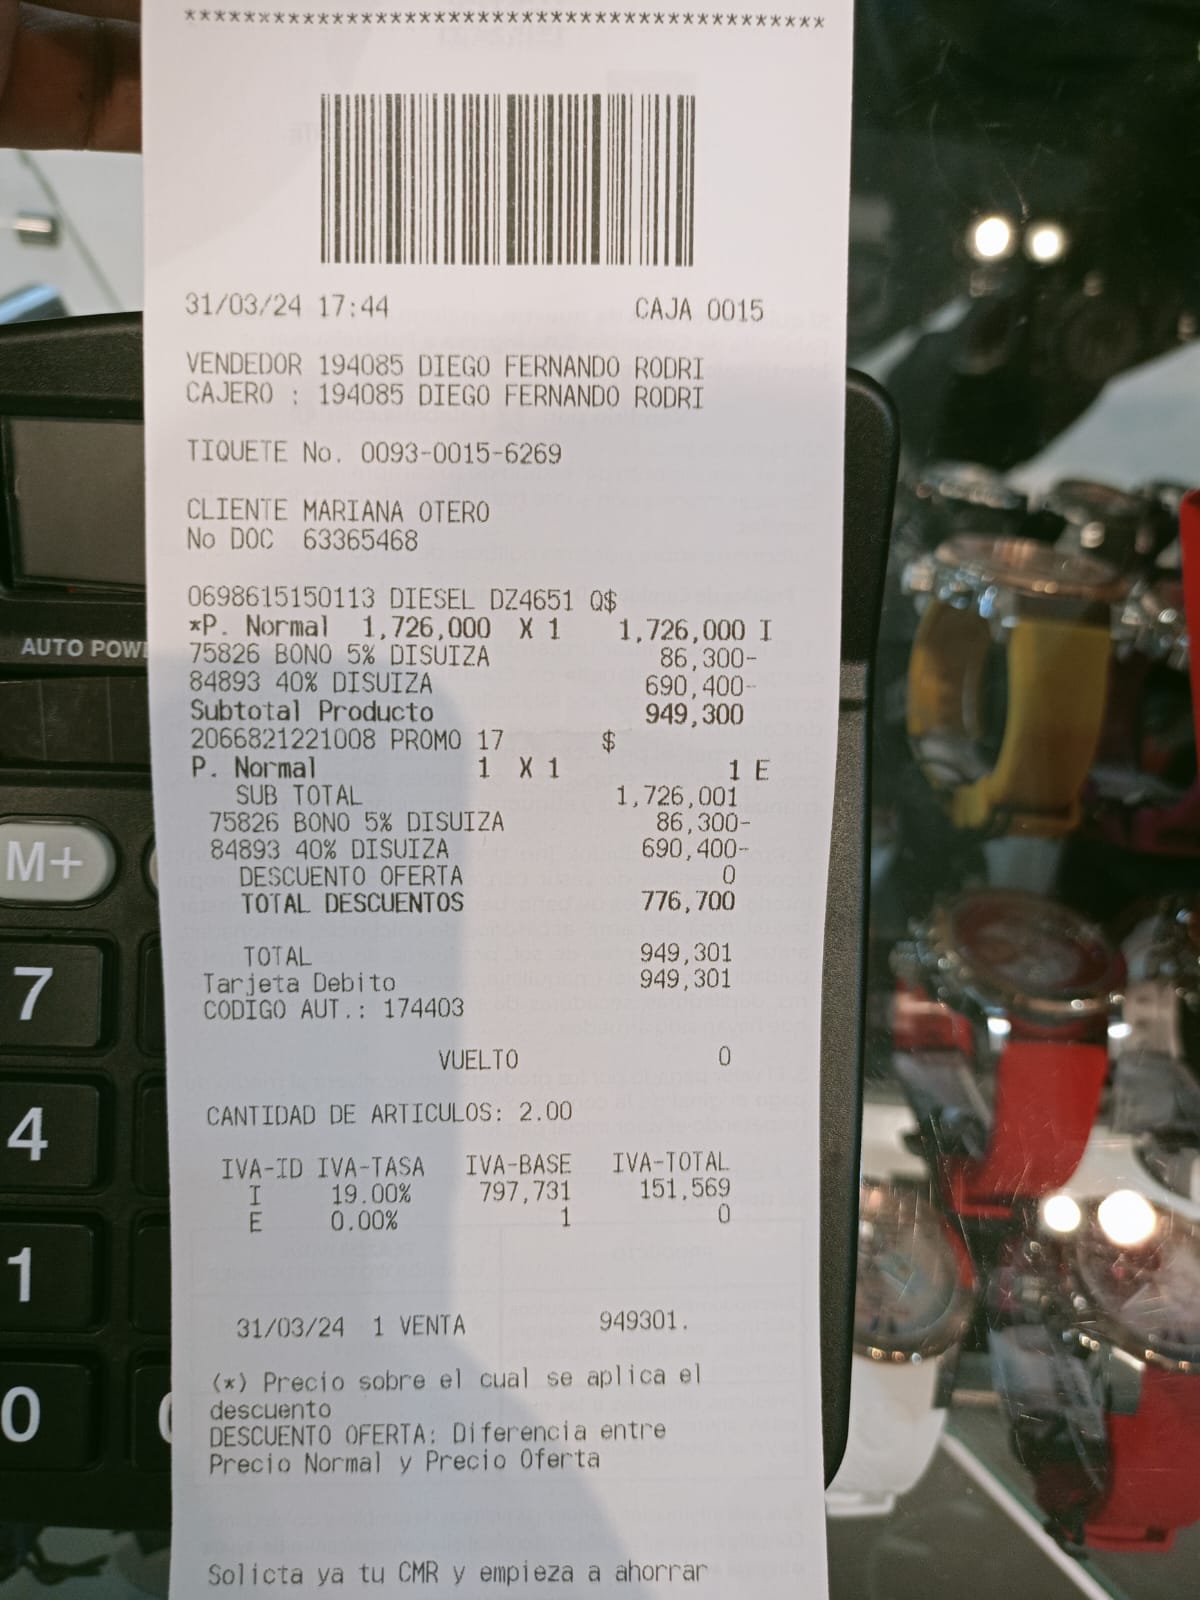 ******************************************
31/03/24 17:44 CAJA 0015
VENDEDOR 194085 DIEGO FERNANDO RODRI
CAJERO : 194085 DIEGO FERNANDO RODRI
TIQUETE No. 0093-0015-6269
CLIENTE MARIANA OTERO
No DOC 63365468
0698615150113 DIESEL DZ4651 Q$
*P. Normal 1,726,000 X 1 1,726,000 I
75826 BONO 5% DISUIZA 86,300-
84893 40% DISUIZA 690,400-
Subtotal Producto 949,300
2066821221008 PROMO 17 $
P. Normal 1 X 1 1 E
SUB TOTAL 1,726,001
75826 BONO 5% DISUIZA 86,300-
84893 40% DISUIZA 690,400-
DESCUENTO OFERTA 0
TOTAL DESCUENTOS 776,700
TOTAL 949,301
Tarjeta Debito 949,301
CODIGO AUT.: 174403
VUELTO 0
CANTIDAD DE ARTICULOS: 2.00
IVA-ID IVA-TASA IVA-BASE IVA-TOTAL
I 19.00% 797,731 151,569
E 0.00% 1 0
31/03/24 1 VENTA 949301.
(*) Precio sobre el cual se aplica el
descuento
DESCUENTO OFERTA: Diferencia entre
Precio Normal y Precio Oferta
Solicta ya tu CMR y empieza a ahorrar
AUTO POW
M+
7
4
1
0